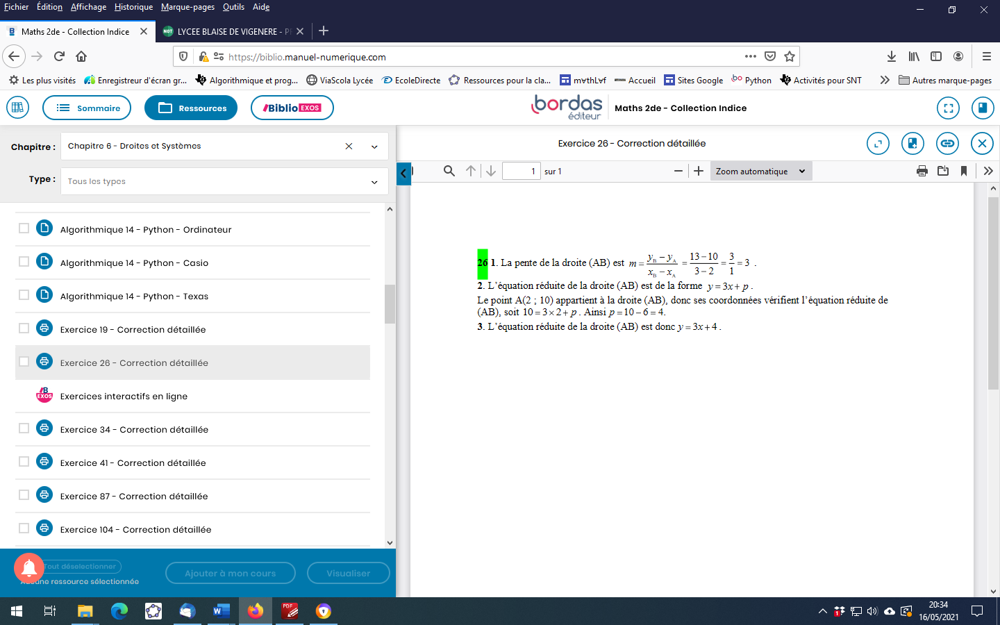 Fichier Édition Affichage Historique Marque-pages Outils Aide
Maths 2de - Collection Indice
LYCEE BLAISE DE VIGENERE - P
https://biblio.manuel-numerique.com
Les plus visités Enregistreur d'écran gr... Algorithmique et prog... ViaScola Lycée EcoleDirecte Ressources pour la cla... m∀thL∀f Accueil Sites Google Python Activités pour SNT Autres marque-pages
Sommaire
Ressources
/Biblio EXOS
bordas
éditeur
Maths 2de - Collection Indice
Chapitre : Chapitre 6 - Droites et Systèmes
Type : Tous les types
Algorithmique 14 - Python - Ordinateur
Algorithmique 14 - Python - Casio
Algorithmique 14 - Python - Texas
Exercice 19 - Correction détaillée
Exercice 26 - Correction détaillée
/B EXOS
Exercices interactifs en ligne
Exercice 34 - Correction détaillée
Exercice 41 - Correction détaillée
Exercice 87 - Correction détaillée
Exercice 104 - Correction détaillée
Tout déselectionner
Aucune ressource sélectionnée
Ajouter à mon cours
Visualiser
Exercice 26 - Correction détaillée
1 sur 1
Zoom automatique
26 1. La pente de la droite (AB) est m = (y_B − y_A)/(x_B − x_A) = (13 − 10)/(3 − 2) = 3/1 = 3 .
2. L'équation réduite de la droite (AB) est de la forme y = 3x + p .
Le point A(2 ; 10) appartient à la droite (AB), donc ses coordonnées vérifient l'équation réduite de
(AB), soit 10 = 3 × 2 + p . Ainsi p = 10 − 6 = 4.
3. L'équation réduite de la droite (AB) est donc y = 3x + 4 .
PDF
1
20:34
16/05/2021